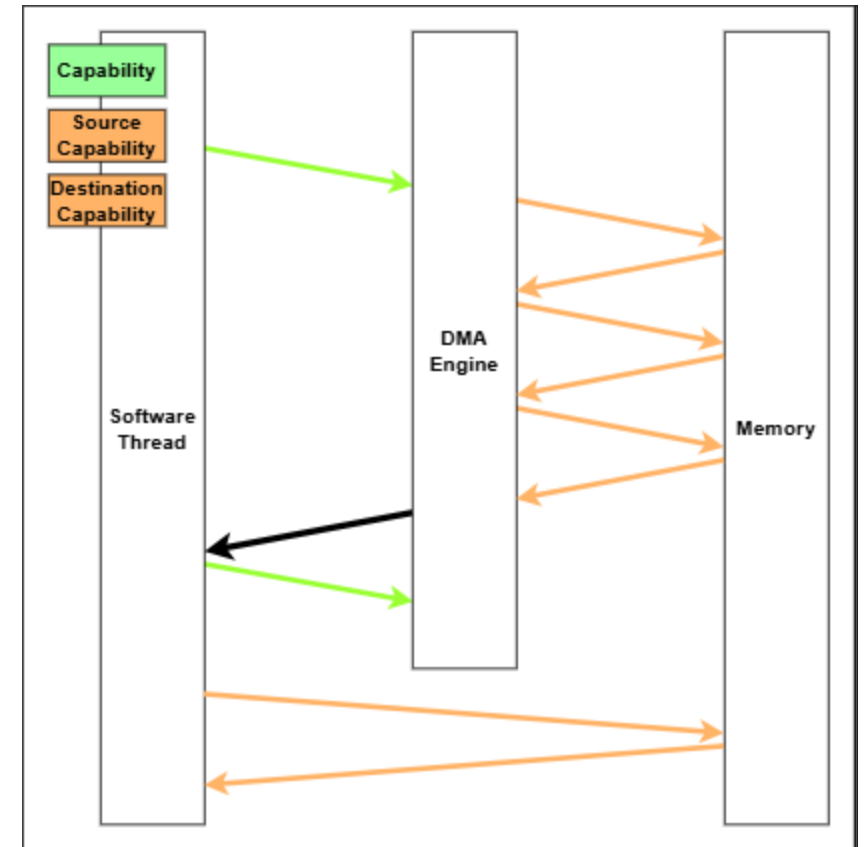 Capability
Source
Capability
Destination
Capability
DMA
Engine
Software
Thread
Memory